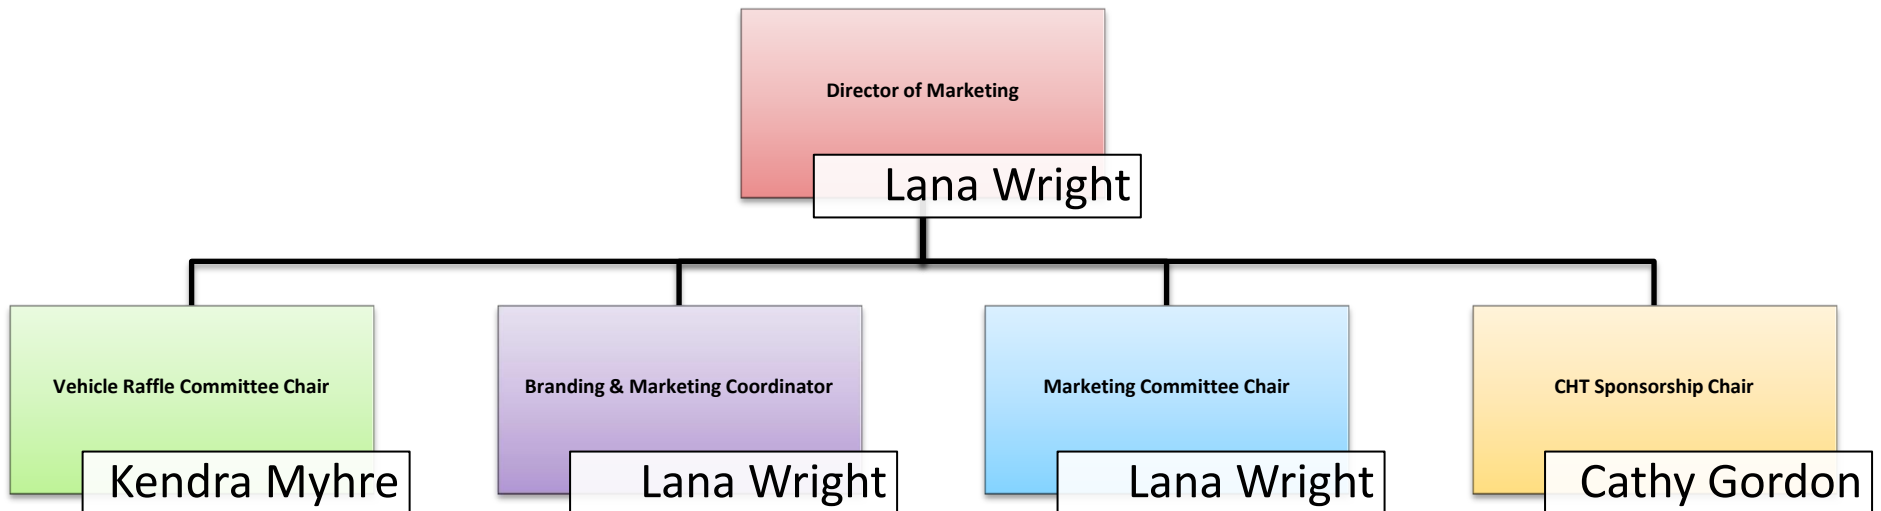 Director of Marketing
Lana Wright
Vehicle Raffle Committee Chair
Kendra Myhre
Branding & Marketing Coordinator
Lana Wright
Marketing Committee Chair
Lana Wright
CHT Sponsorship Chair
Cathy Gordon